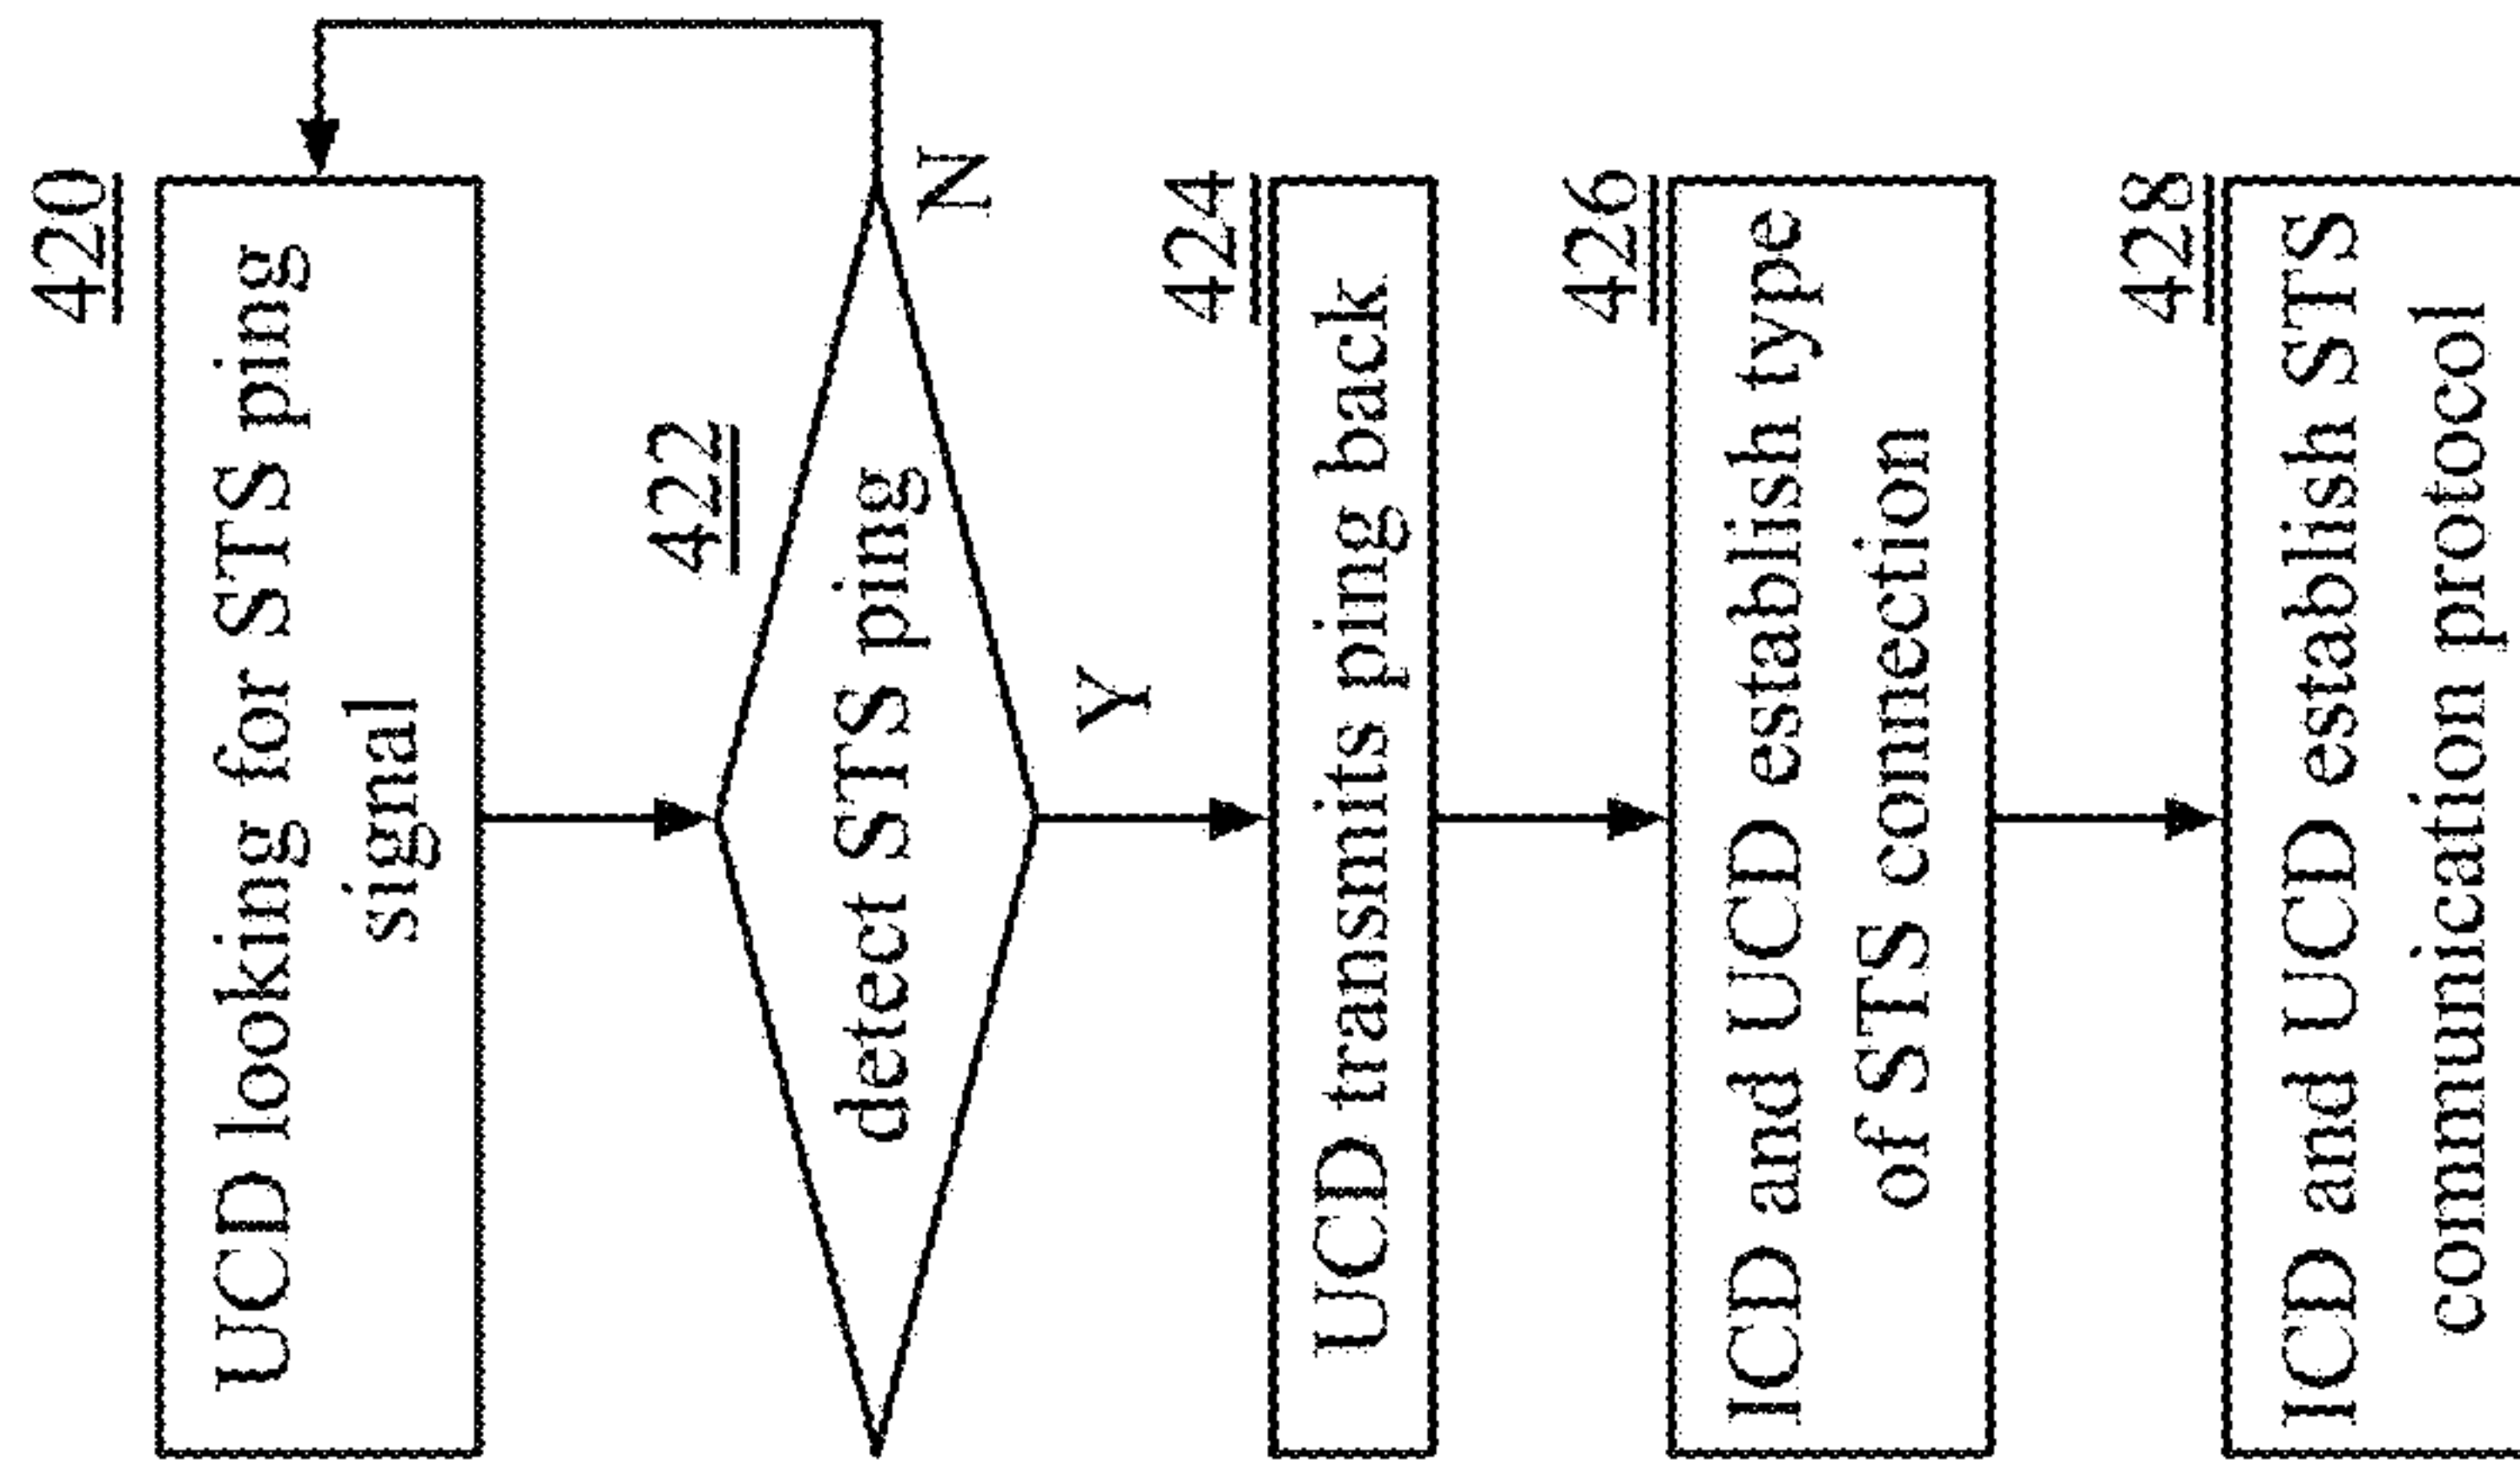 420
UCD looking for STS ping
signal
422
detect STS ping
N
Y
424
UCD transmits ping back
426
ICD and UCD establish type
of STS connection
428
ICD and UCD establish STS
communication protocol